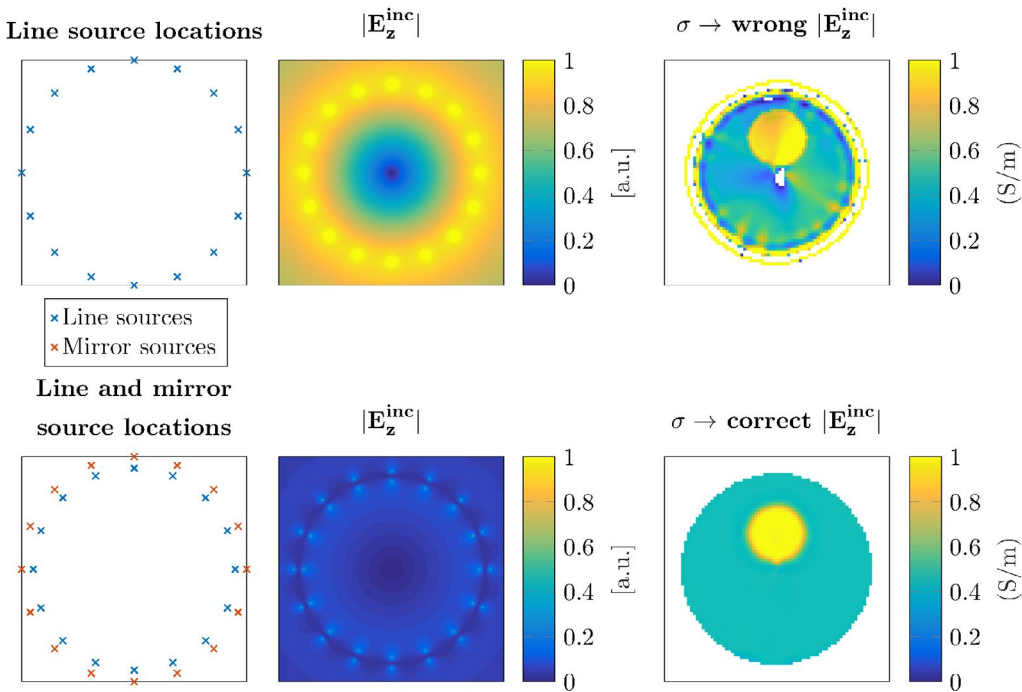 Line source locations
|E_z^inc|
σ → wrong |E_z^inc|
1
0.8
0.6
0.4
0.2
0
[a.u.]
1
0.8
0.6
0.4
0.2
0
(S/m)
× Line sources
× Mirror sources
Line and mirror
source locations
|E_z^inc|
σ → correct |E_z^inc|
1
0.8
0.6
0.4
0.2
0
[a.u.]
1
0.8
0.6
0.4
0.2
0
(S/m)